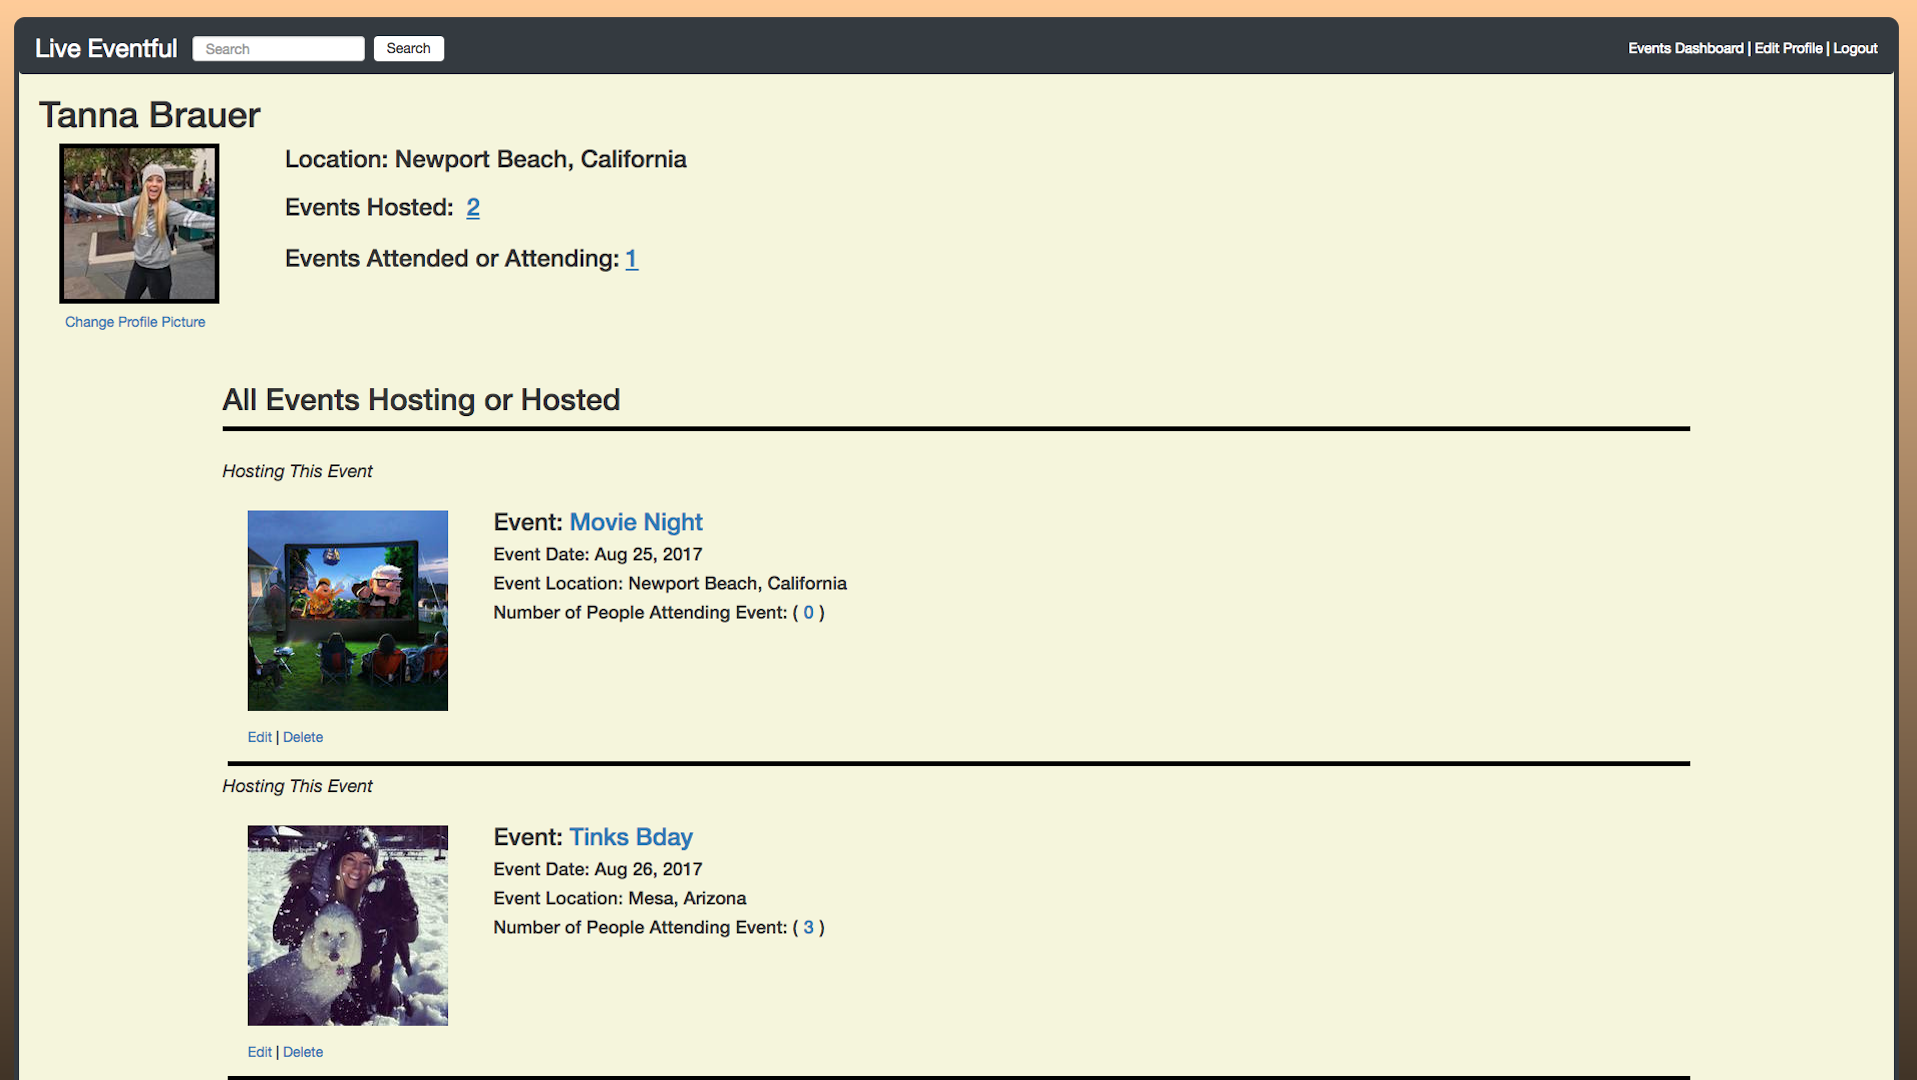 Live Eventful Search Search Events Dashboard | Edit Profile | Logout
Tanna Brauer
Location: Newport Beach, California
Events Hosted: 2
Events Attended or Attending: 1
Change Profile Picture
All Events Hosting or Hosted
Hosting This Event
Event: Movie Night
Event Date: Aug 25, 2017
Event Location: Newport Beach, California
Number of People Attending Event: ( 0 )
Edit | Delete
Hosting This Event
Event: Tinks Bday
Event Date: Aug 26, 2017
Event Location: Mesa, Arizona
Number of People Attending Event: ( 3 )
Edit | Delete